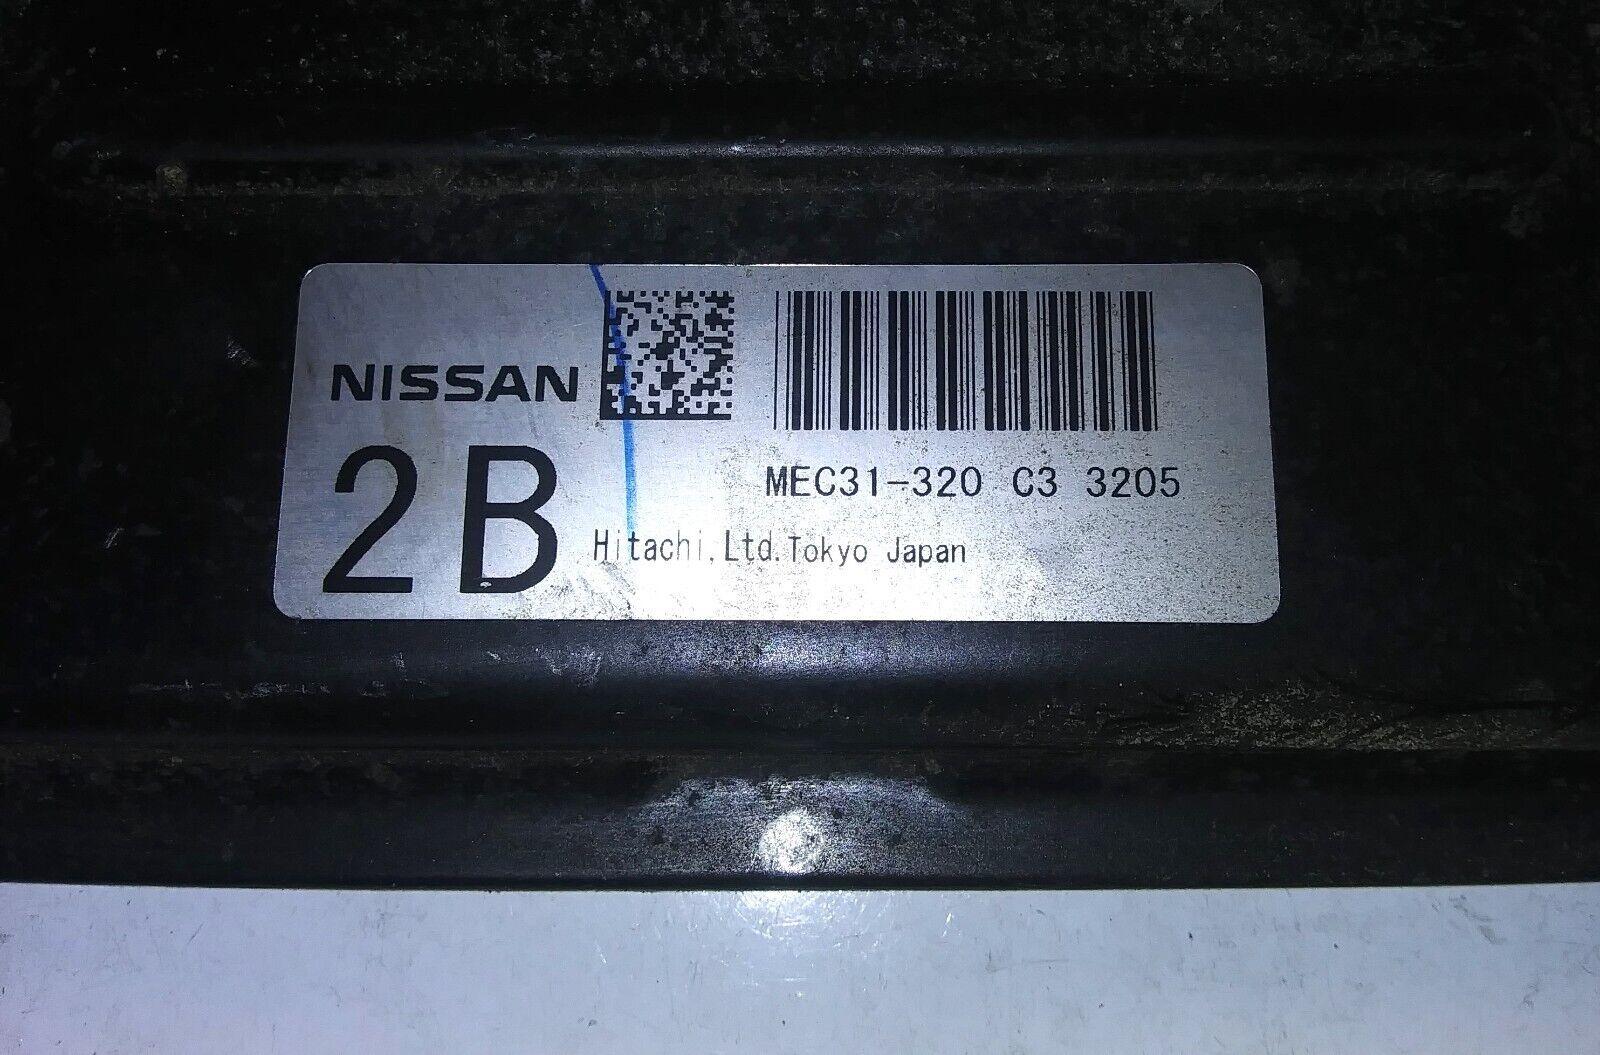 NISSAN
2B
MEC31-320 C3 3205
Hitachi,Ltd.Tokyo Japan